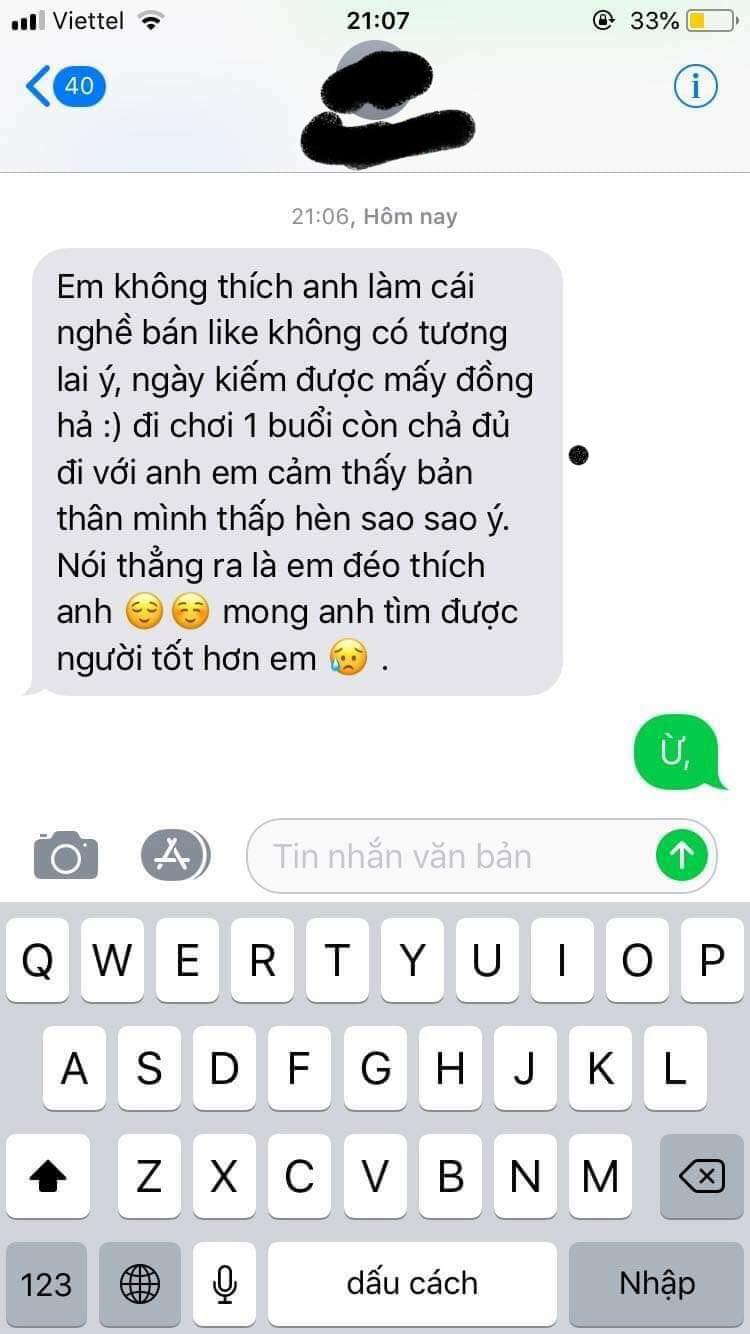 Viettel 21:07 33%
40
21:06, Hôm nay
Em không thích anh làm cái
nghề bán like không có tương
lai ý, ngày kiếm được mấy đồng
hả :) đi chơi 1 buổi còn chả đủ
đi với anh em cảm thấy bản
thân mình thấp hèn sao sao ý.
Nói thẳng ra là em đéo thích
anh 😌☺️ mong anh tìm được
người tốt hơn em 😥 .
Ừ,
Tin nhắn văn bản
Q W E R T Y U I O P
A S D F G H J K L
Z X C V B N M
123 dấu cách Nhập